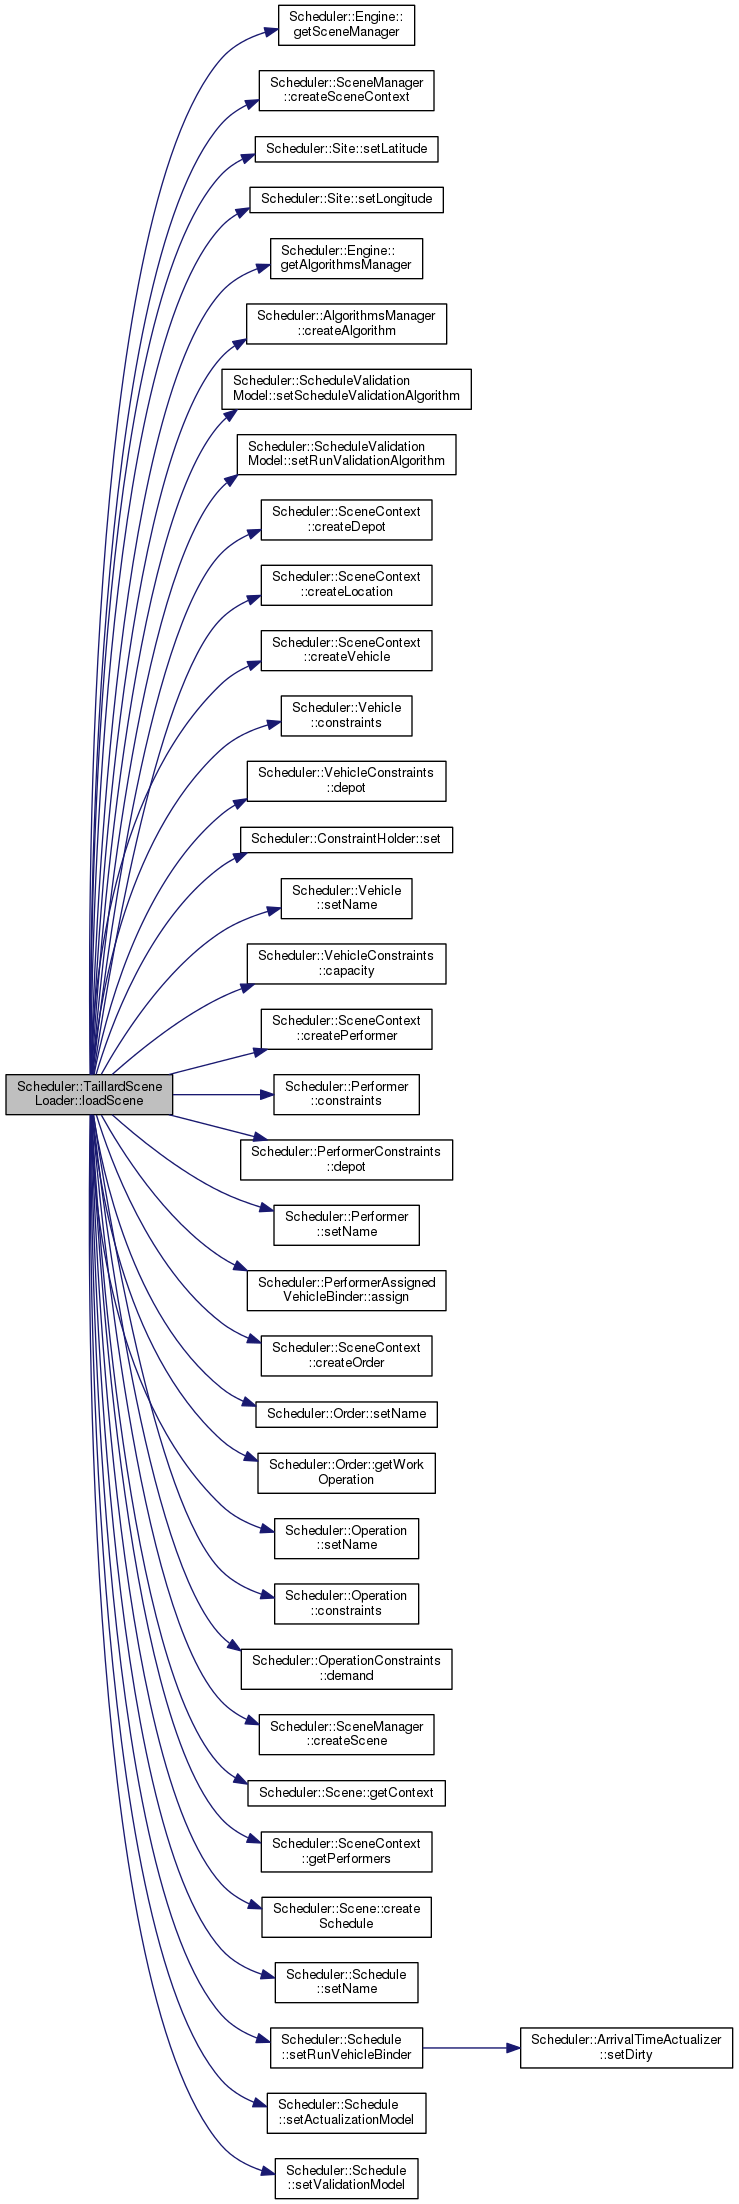 Scheduler::Engine::
getSceneManager
Scheduler::SceneManager
::createSceneContext
Scheduler::Site::setLatitude
Scheduler::Site::setLongitude
Scheduler::Engine::
getAlgorithmsManager
Scheduler::AlgorithmsManager
::createAlgorithm
Scheduler::ScheduleValidation
Model::setScheduleValidationAlgorithm
Scheduler::ScheduleValidation
Model::setRunValidationAlgorithm
Scheduler::SceneContext
::createDepot
Scheduler::SceneContext
::createLocation
Scheduler::SceneContext
::createVehicle
Scheduler::Vehicle
::constraints
Scheduler::VehicleConstraints
::depot
Scheduler::ConstraintHolder::set
Scheduler::Vehicle
::setName
Scheduler::VehicleConstraints
::capacity
Scheduler::SceneContext
::createPerformer
Scheduler::TaillardScene
Loader::loadScene
Scheduler::Performer
::constraints
Scheduler::PerformerConstraints
::depot
Scheduler::Performer
::setName
Scheduler::PerformerAssigned
VehicleBinder::assign
Scheduler::SceneContext
::createOrder
Scheduler::Order::setName
Scheduler::Order::getWork
Operation
Scheduler::Operation
::setName
Scheduler::Operation
::constraints
Scheduler::OperationConstraints
::demand
Scheduler::SceneManager
::createScene
Scheduler::Scene::getContext
Scheduler::SceneContext
::getPerformers
Scheduler::Scene::create
Schedule
Scheduler::Schedule
::setName
Scheduler::Schedule
::setRunVehicleBinder
Scheduler::ArrivalTimeActualizer
::setDirty
Scheduler::Schedule
::setActualizationModel
Scheduler::Schedule
::setValidationModel